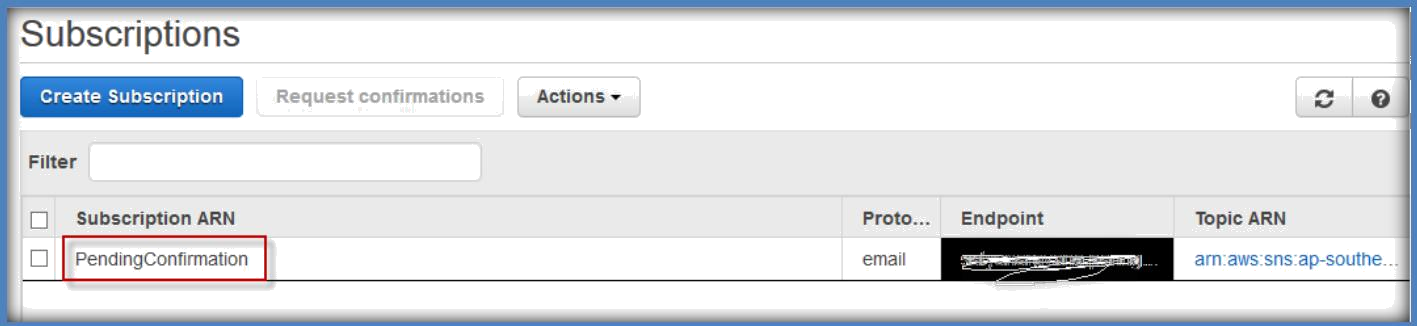 Subscriptions
Create Subscription Request confirmations Actions
Filter
Subscription ARN Proto... Endpoint Topic ARN
PendingConfirmation email arn:aws:sns:ap-southe...